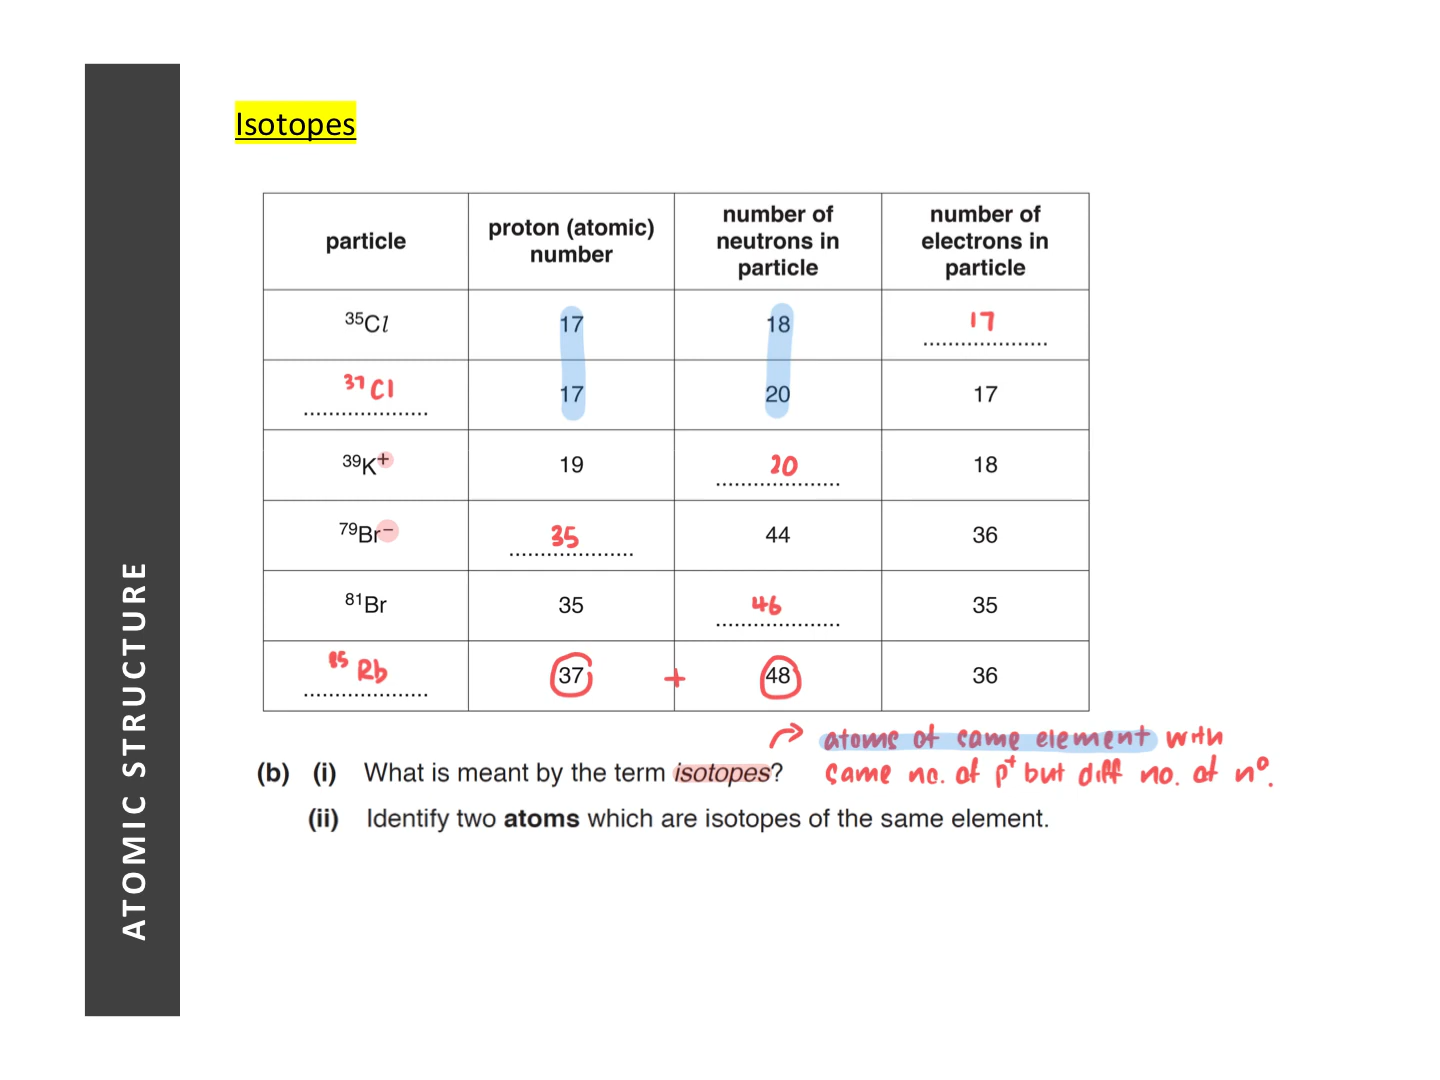 Isotopes
particle
proton (atomic) number
number of neutrons in particle
number of electrons in particle
³⁵Cl 17 18 17
³⁷Cl 17 20 17
³⁹K⁺ 19 20 18
⁷⁹Br⁻ 35 44 36
⁸¹Br 35 46 35
⁸⁵Rb 37 + 48 36
atoms of same element with
(b) (i) What is meant by the term isotopes? same no. of p⁺ but diff no. of n⁰.
(ii) Identify two atoms which are isotopes of the same element.
ATOMIC STRUCTURE